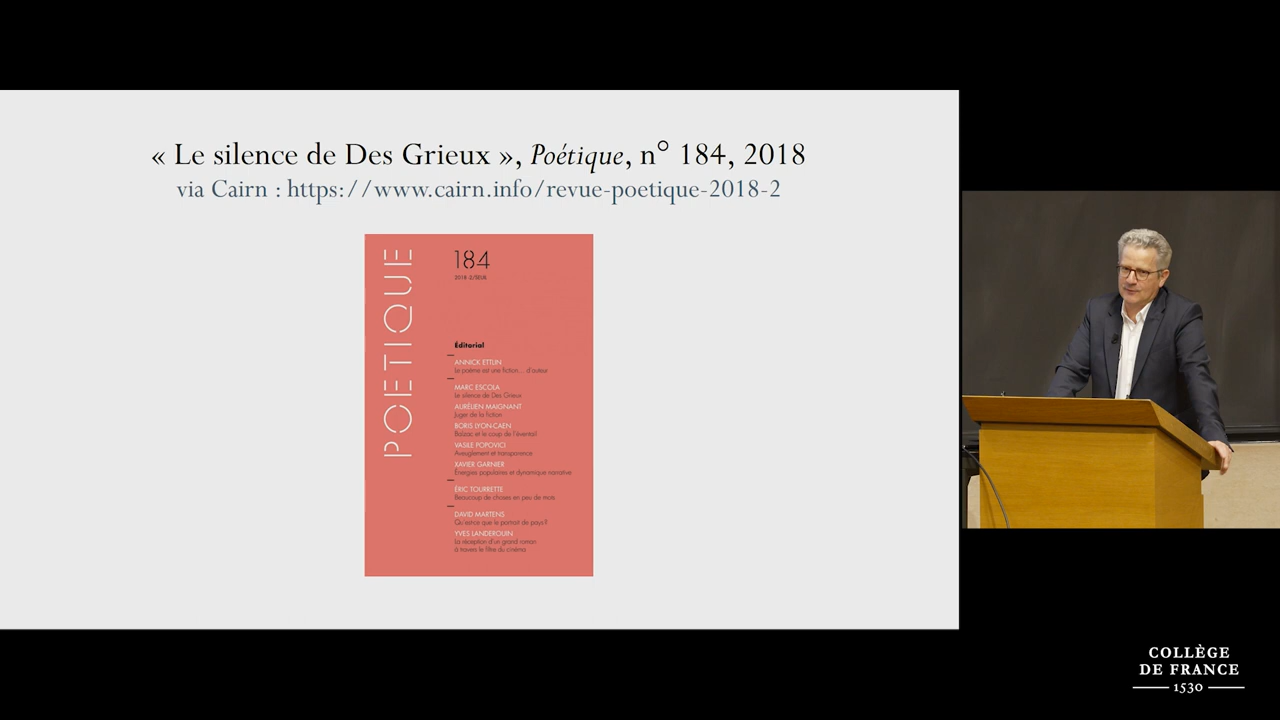 « Le silence de Des Grieux », Poétique, n° 184, 2018
via Cairn : https://www.cairn.info/revue-poetique-2018-2
POETIQUE
184
2018-2/SEUIL
Éditorial
ANNICK ETTLIN
Le poème est une fiction... d'auteur
MARC ESCOLA
Le silence de Des Grieux
AURÉLIEN MAIGNANT
Juger de la fiction
BORIS LYON-CAEN
Balzac et le coup de l'éventail
VASILE POPOVICI
Aveuglement et transparence
XAVIER GARNIER
Énergies populaires et dynamique narrative
ÉRIC TOURRETTE
Beaucoup de choses en peu de mots
DAVID MARTENS
Qu'est-ce que le portrait de pays ?
YVES LANDEROUIN
La réception d'un grand roman
à travers le filtre du cinéma
COLLÈGE
DE FRANCE
1530